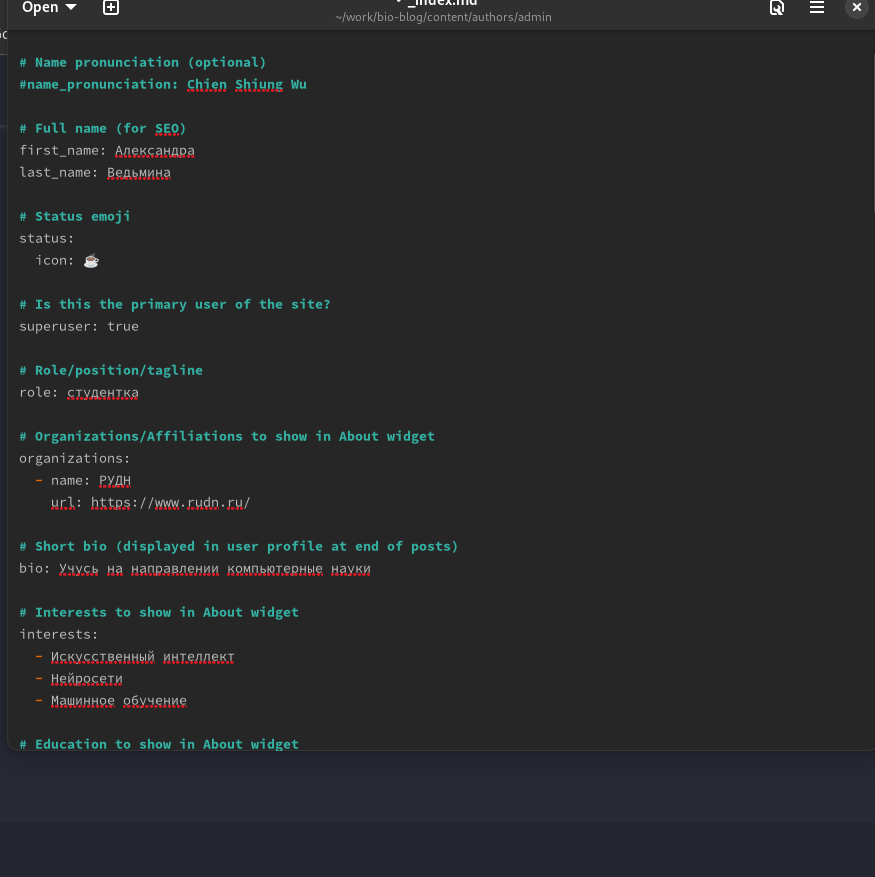 Open
_index.md
~/work/bio-blog/content/authors/admin
# Name pronunciation (optional)
#name_pronunciation: Chien Shiung Wu
# Full name (for SEO)
first_name: Александра
last_name: Ведьмина
# Status emoji
status:
icon: ☕
# Is this the primary user of the site?
superuser: true
# Role/position/tagline
role: студентка
# Organizations/Affiliations to show in About widget
organizations:
- name: РУДН
url: https://www.rudn.ru/
# Short bio (displayed in user profile at end of posts)
bio: Учусь на направлении компьютерные науки
# Interests to show in About widget
interests:
- Искусственный интеллект
- Нейросети
- Машинное обучение
# Education to show in About widget